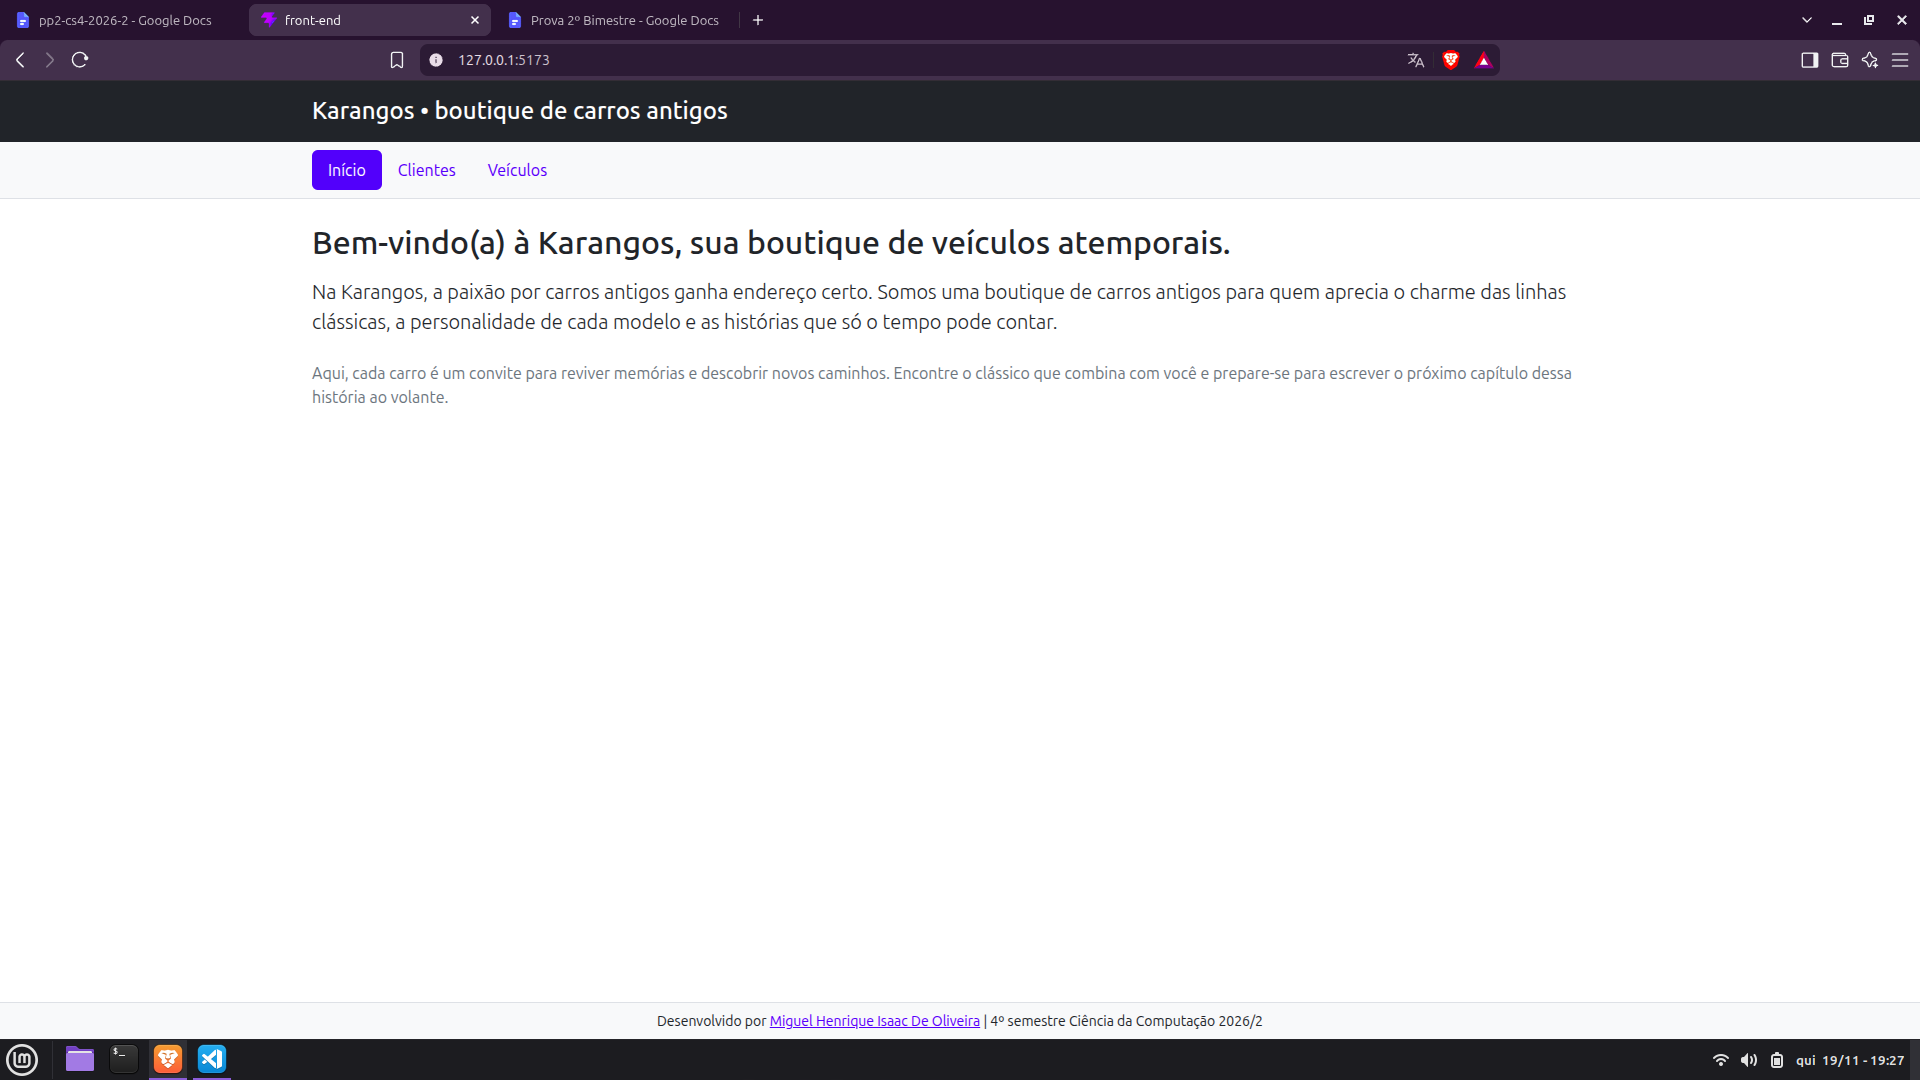 pp2-cs4-2026-2 - Google Docs
front-end
Prova 2º Bimestre - Google Docs
127.0.0.1:5173
Karangos • boutique de carros antigos
Início
Clientes
Veículos
Bem-vindo(a) à Karangos, sua boutique de veículos atemporais.
Na Karangos, a paixão por carros antigos ganha endereço certo. Somos uma boutique de carros antigos para quem aprecia o charme das linhas
clássicas, a personalidade de cada modelo e as histórias que só o tempo pode contar.
Aqui, cada carro é um convite para reviver memórias e descobrir novos caminhos. Encontre o clássico que combina com você e prepare-se para escrever o próximo capítulo dessa
história ao volante.
Desenvolvido por Miguel Henrique Isaac De Oliveira | 4º semestre Ciência da Computação 2026/2
qui 19/11 - 19:27